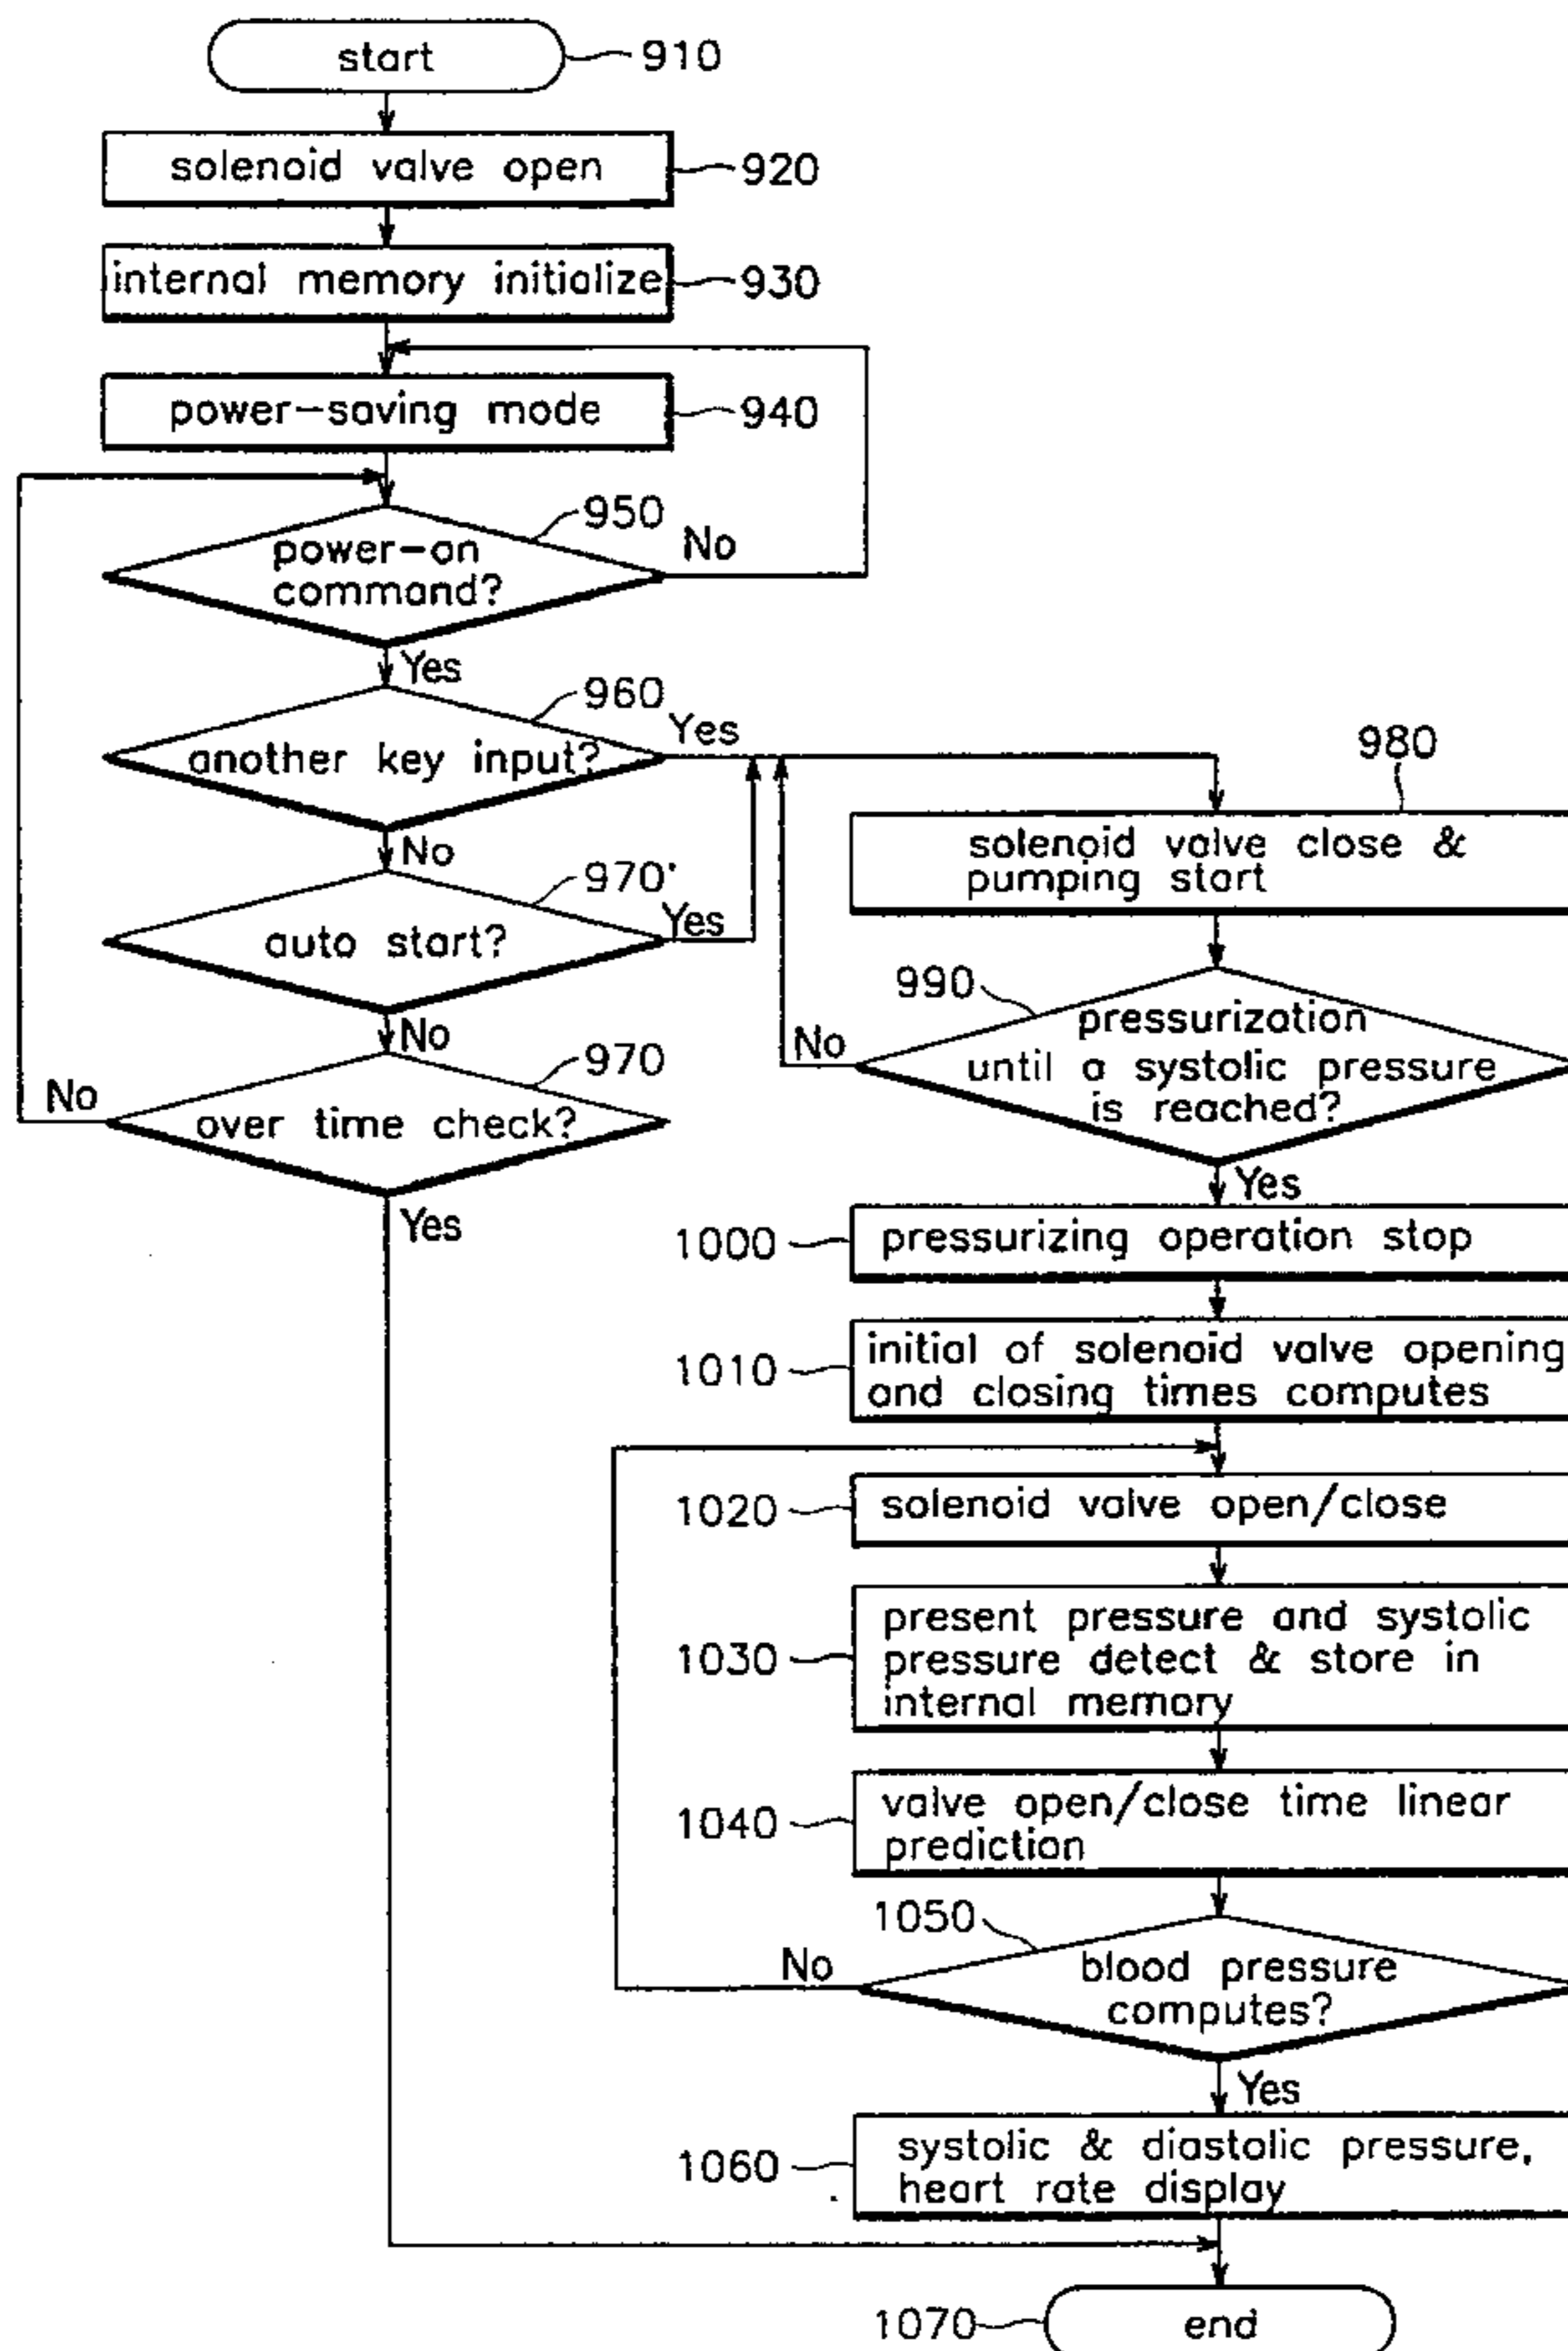 start
910
solenoid valve open
920
internal memory initialize
930
power-saving mode
940
950
power-on
command?
No
Yes
960
another key input?
Yes
No
970'
auto start?
Yes
No
970
over time check?
No
Yes
980
solenoid valve close &
pumping start
990
pressurization
until a systolic pressure
is reached?
No
Yes
1000
pressurizing operation stop
1010
initial of solenoid valve opening
and closing times computes
1020
solenoid valve open/close
1030
present pressure and systolic
pressure detect & store in
internal memory
1040
valve open/close time linear
prediction
1050
blood pressure
computes?
No
Yes
1060
systolic & diastolic pressure,
heart rate display
1070
end